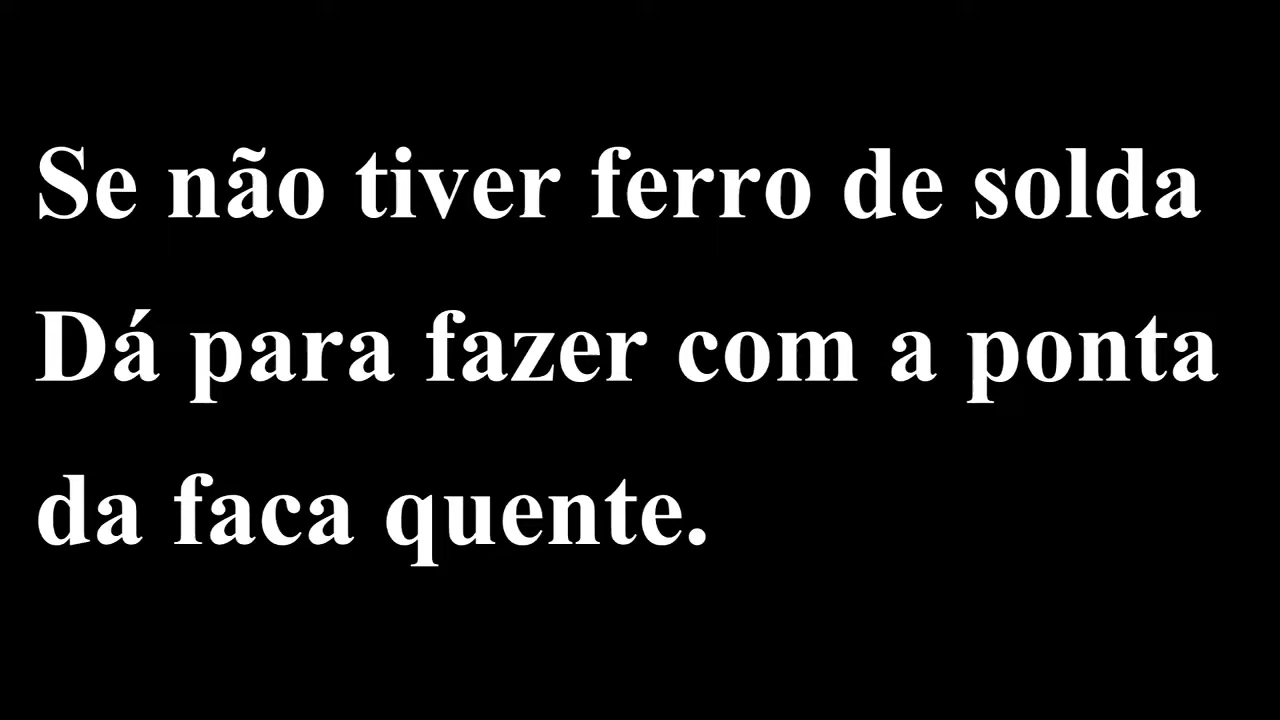 Se não tiver ferro de solda
Dá para fazer com a ponta
da faca quente.